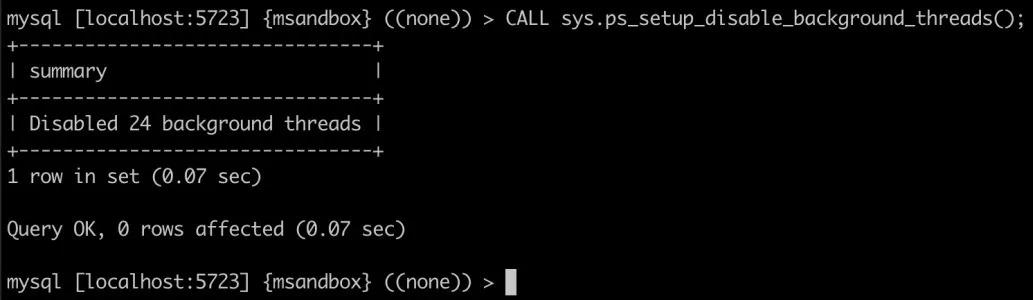 mysql [localhost:5723] {msandbox} ((none)) > CALL sys.ps_setup_disable_background_threads();
+--------------------------------+
| summary                        |
+--------------------------------+
| Disabled 24 background threads |
+--------------------------------+
1 row in set (0.07 sec)

Query OK, 0 rows affected (0.07 sec)

mysql [localhost:5723] {msandbox} ((none)) >